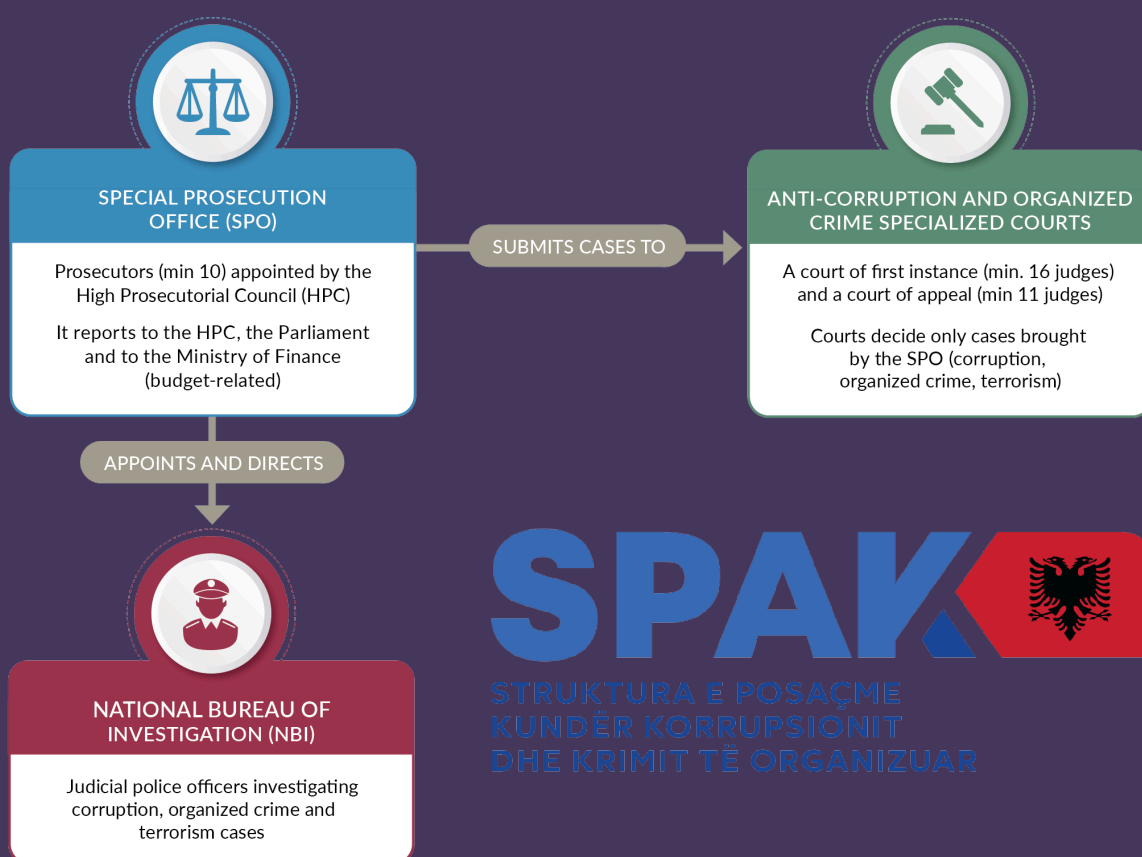 SPECIAL PROSECUTION
OFFICE (SPO)
Prosecutors (min 10) appointed by the
High Prosecutorial Council (HPC)
It reports to the HPC, the Parliament
and to the Ministry of Finance
(budget-related)
SUBMITS CASES TO
ANTI-CORRUPTION AND ORGANIZED
CRIME SPECIALIZED COURTS
A court of first instance (min. 16 judges)
and a court of appeal (min 11 judges)
Courts decide only cases brought
by the SPO (corruption,
organized crime, terrorism)
APPOINTS AND DIRECTS
NATIONAL BUREAU OF
INVESTIGATION (NBI)
Judicial police officers investigating
corruption, organized crime and
terrorism cases
SPAK
STRUKTURA E POSAÇME
KUNDËR KORRUPSIONIT
DHE KRIMIT TË ORGANIZUAR